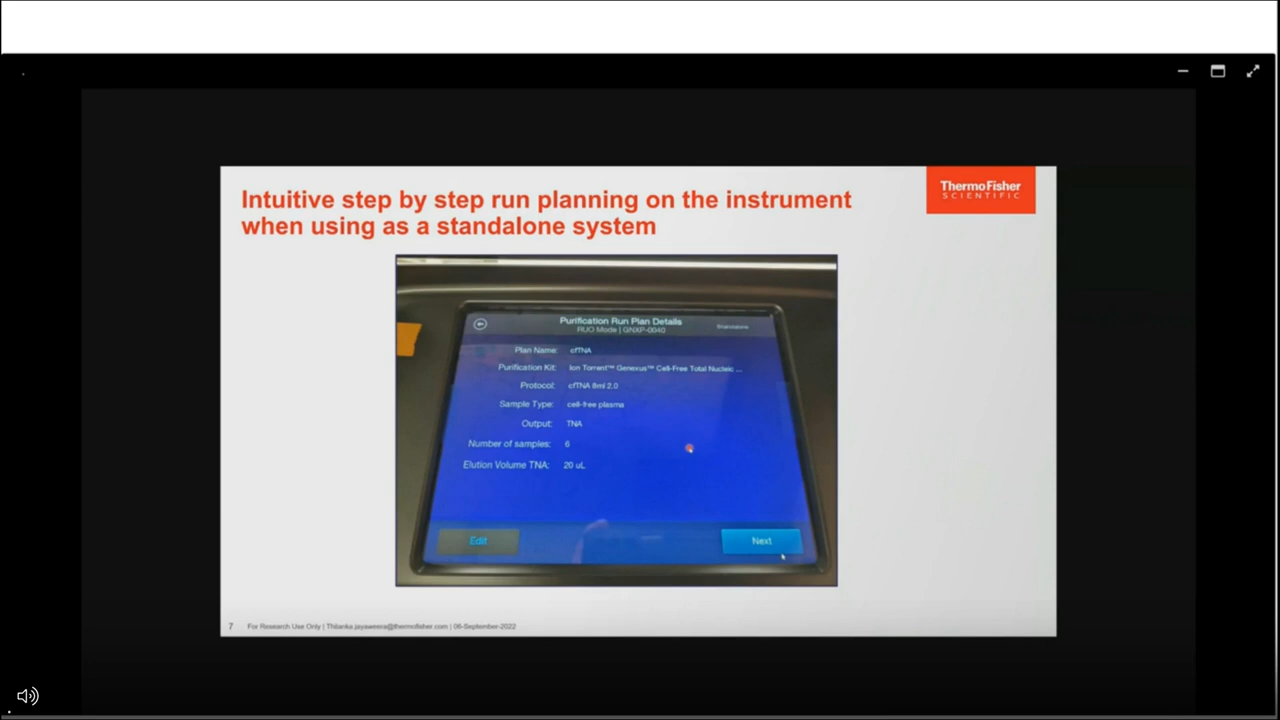 Intuitive step by step run planning on the instrument
when using as a standalone system
ThermoFisher
SCIENTIFIC
Purification Run Plan Details
RUO Mode | GNXP-0040
Standalone
Plan Name: cfTNA
Purification Kit: Ion Torrent™ Genexus™ Cell-Free Total Nucleic ...
Protocol: cfTNA 8ml 2.0
Sample Type: cell-free plasma
Output: TNA
Number of samples: 6
Elution Volume TNA: 20 uL
Edit
Next
7 For Research Use Only | Thilanka.jayaweera@thermofisher.com | 06-September-2022